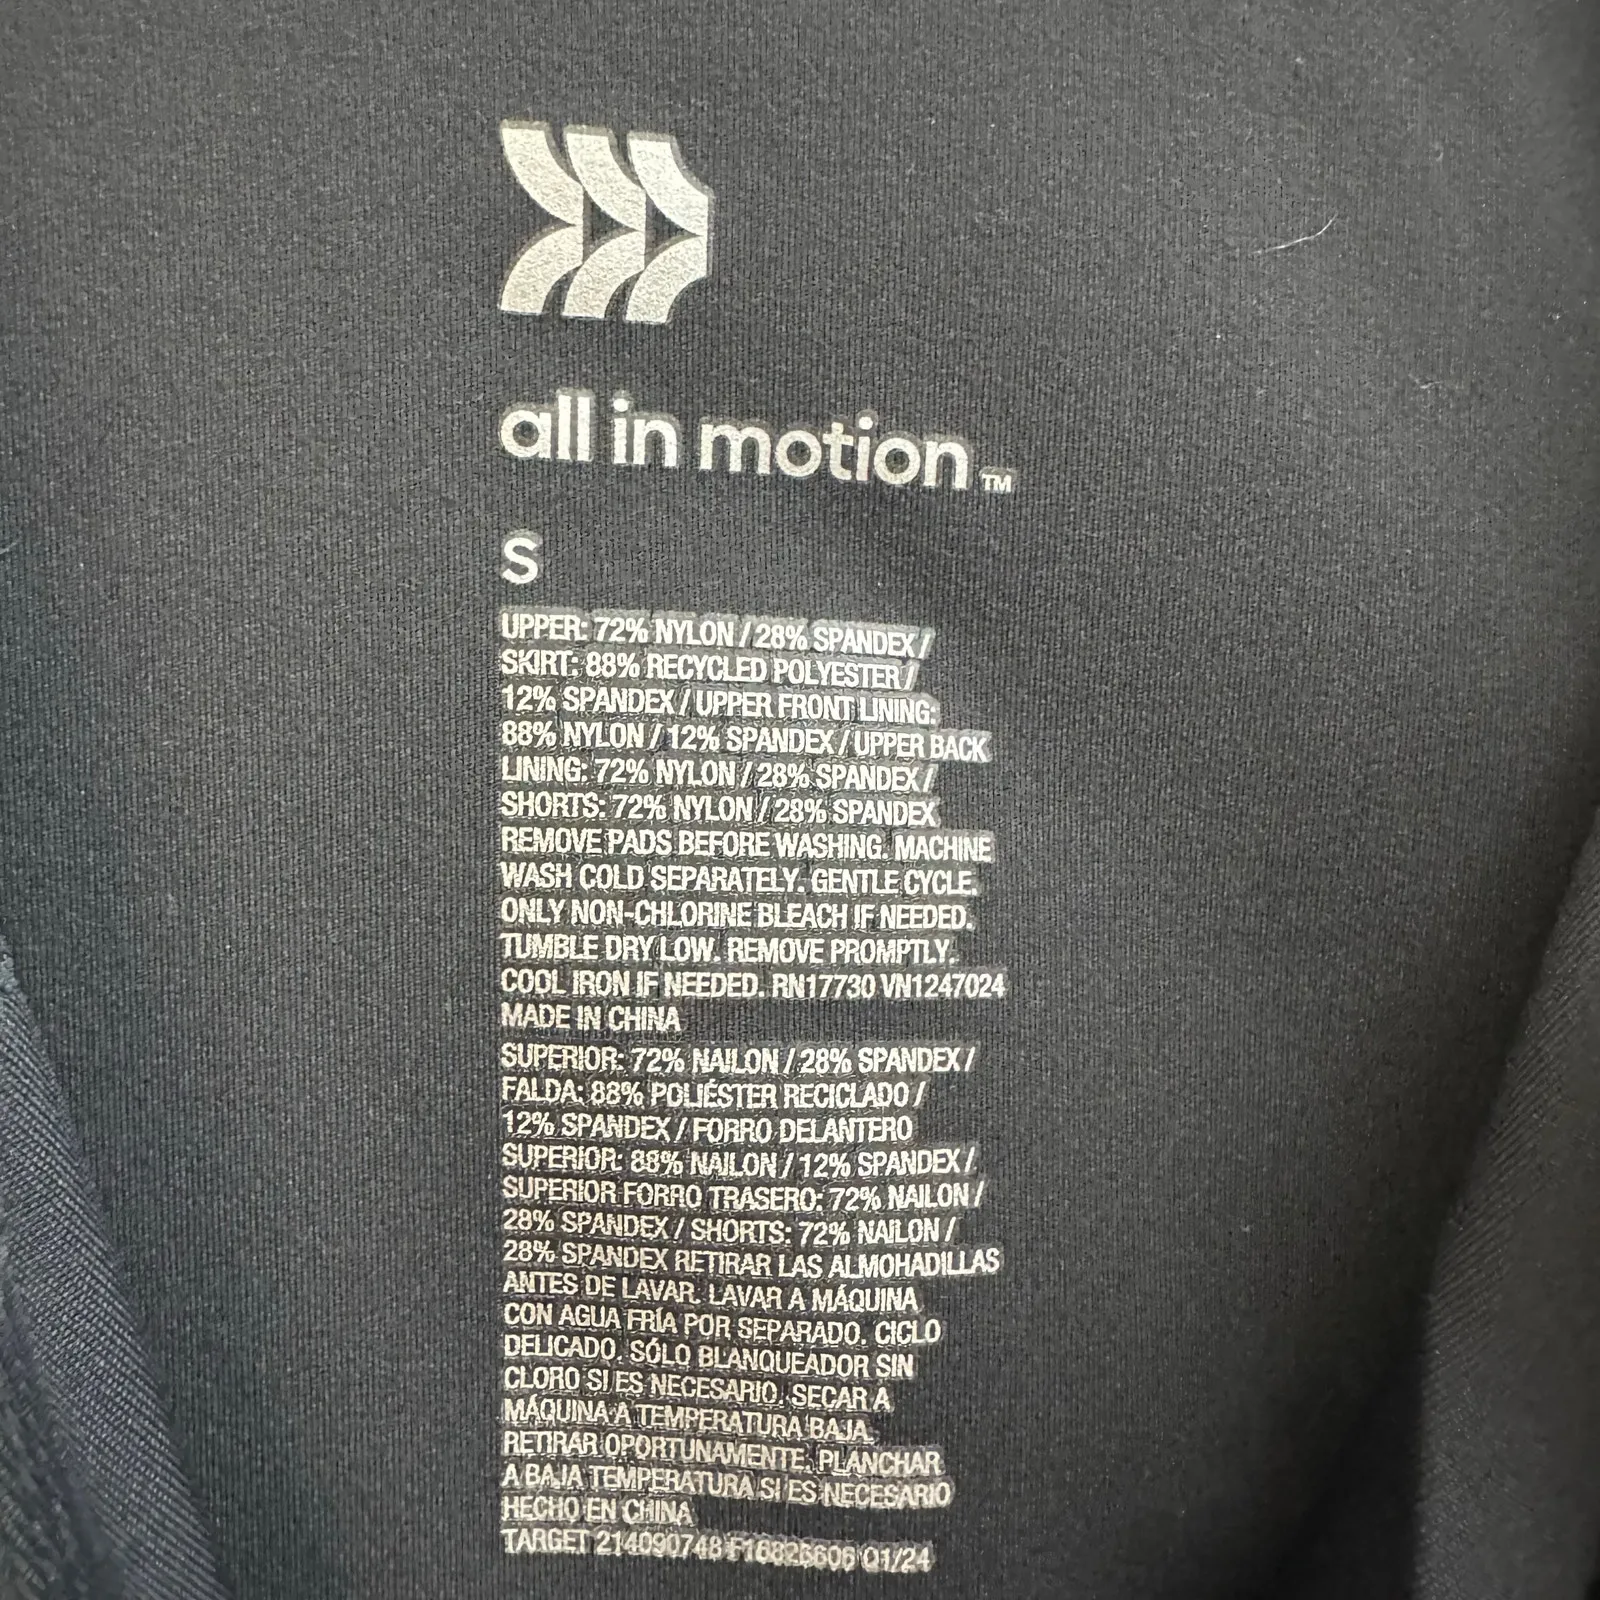 all in motion™
S
UPPER: 72% NYLON / 28% SPANDEX /
SKIRT: 88% RECYCLED POLYESTER /
12% SPANDEX / UPPER FRONT LINING:
88% NYLON / 12% SPANDEX / UPPER BACK
LINING: 72% NYLON / 28% SPANDEX /
SHORTS: 72% NYLON / 28% SPANDEX
REMOVE PADS BEFORE WASHING. MACHINE
WASH COLD SEPARATELY. GENTLE CYCLE.
ONLY NON-CHLORINE BLEACH IF NEEDED.
TUMBLE DRY LOW. REMOVE PROMPTLY.
COOL IRON IF NEEDED. RN17730 VN1247024
MADE IN CHINA
SUPERIOR: 72% NAILON / 28% SPANDEX /
FALDA: 88% POLIÉSTER RECICLADO /
12% SPANDEX / FORRO DELANTERO
SUPERIOR: 88% NAILON / 12% SPANDEX /
SUPERIOR FORRO TRASERO: 72% NAILON /
28% SPANDEX / SHORTS: 72% NAILON /
28% SPANDEX RETIRAR LAS ALMOHADILLAS
ANTES DE LAVAR. LAVAR A MÁQUINA
CON AGUA FRÍA POR SEPARADO. CICLO
DELICADO. SÓLO BLANQUEADOR SIN
CLORO SI ES NECESARIO. SECAR A
MÁQUINA A TEMPERATURA BAJA.
RETIRAR OPORTUNAMENTE. PLANCHAR
A BAJA TEMPERATURA SI ES NECESARIO
HECHO EN CHINA
TARGET 214090748 F16826606 Q1/24